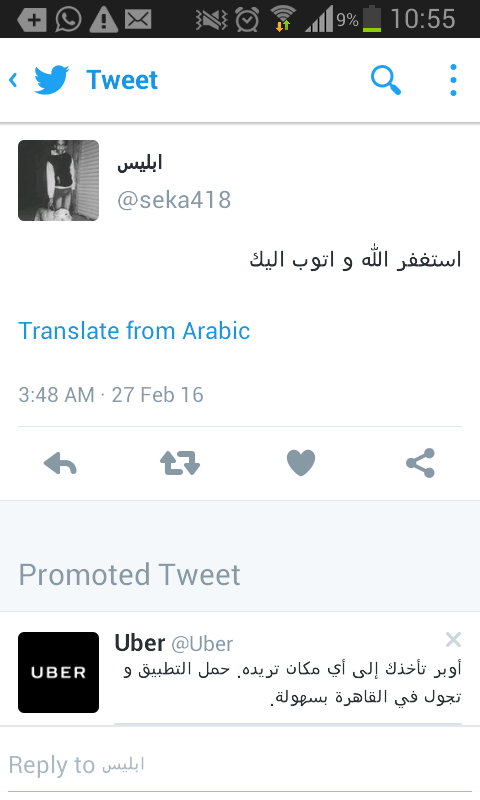 9% 10:55
Tweet
ابليس
@seka418
استغفر الله و اتوب اليك
Translate from Arabic
3:48 AM · 27 Feb 16
Promoted Tweet
UBER
Uber @Uber
أوبر تأخذك إلى أي مكان تريده. حمل التطبيق و
تجول في القاهرة بسهولة.
Reply to ابليس